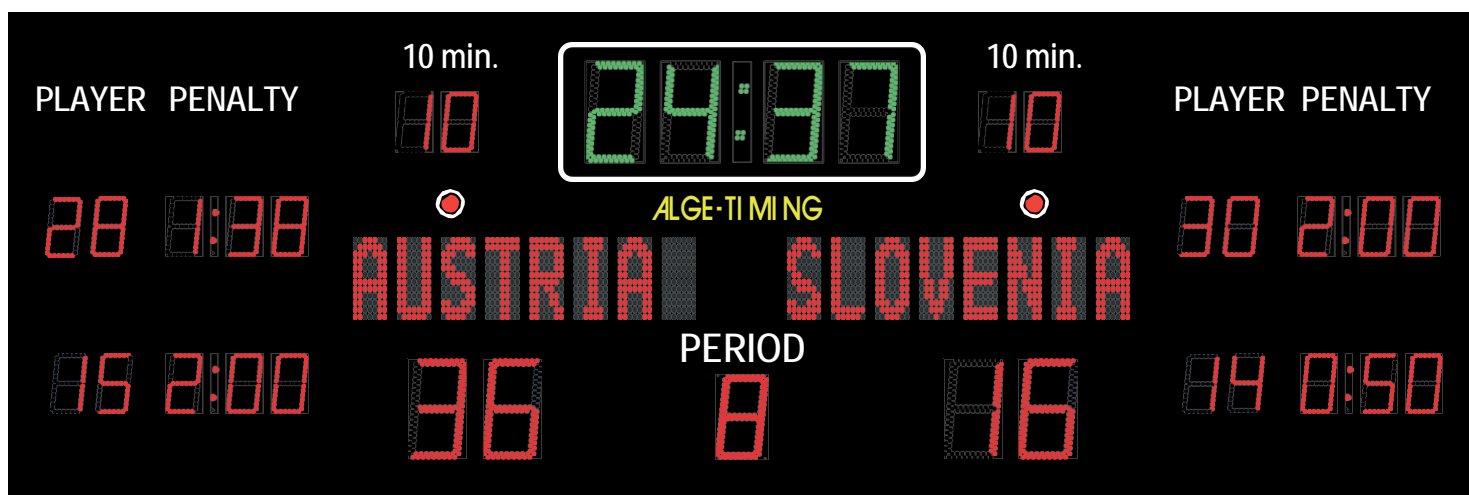 10 min.
24:37
10 min.
PLAYER PENALTY
10
10
PLAYER PENALTY
28 1:38
ALGE-TIMING
30 2:00
AUSTRIA
SLOVENIA
PERIOD
15 2:00
36
8
16
14 0:50